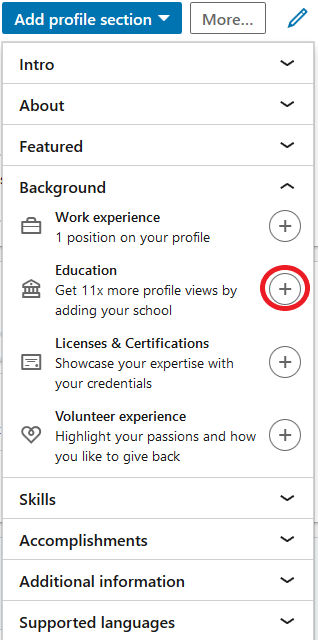 Add profile section
More...
Intro
About
Featured
Background
Work experience
1 position on your profile
Education
Get 11x more profile views by
adding your school
Licenses & Certifications
Showcase your expertise with
your credentials
Volunteer experience
Highlight your passions and how
you like to give back
Skills
Accomplishments
Additional information
Supported languages